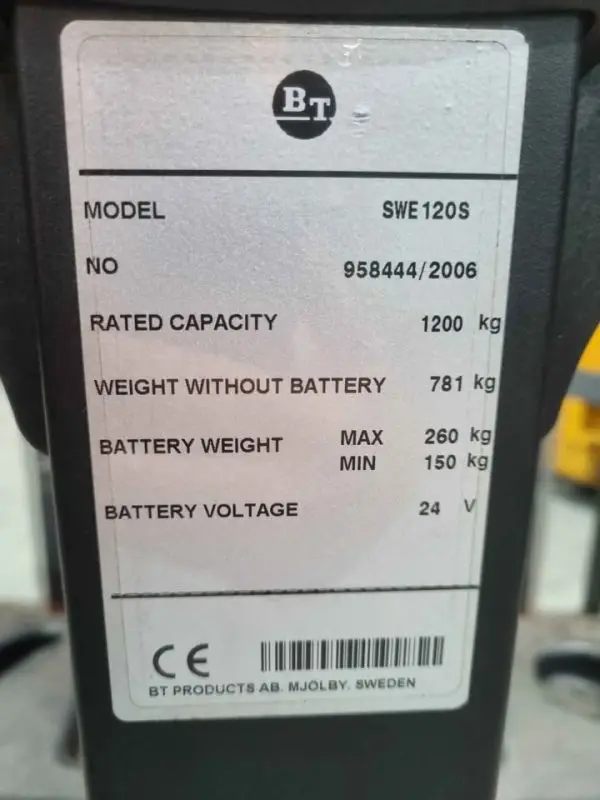 BT
MODEL SWE120S
NO 958444/2006
RATED CAPACITY 1200 kg
WEIGHT WITHOUT BATTERY 781 kg
BATTERY WEIGHT MAX 260 kg
MIN 150 kg
BATTERY VOLTAGE 24 V
CE
BT PRODUCTS AB. MJÖLBY. SWEDEN